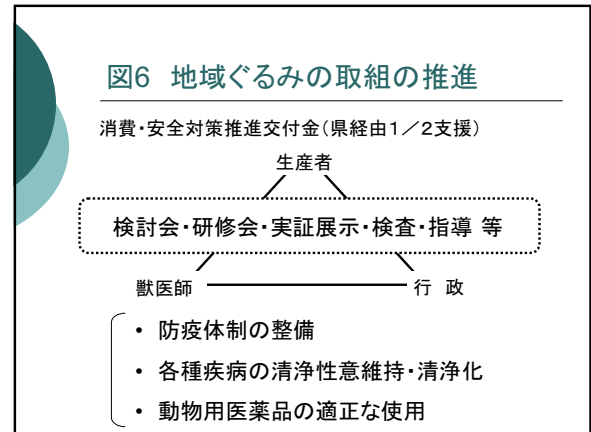 図6 地域ぐるみの取組の推進
消費・安全対策推進交付金(県経由1／2支援)
生産者
検討会・研修会・実証展示・検査・指導 等
獣医師
行 政
• 防疫体制の整備
• 各種疾病の清浄性意維持・清浄化
• 動物用医薬品の適正な使用